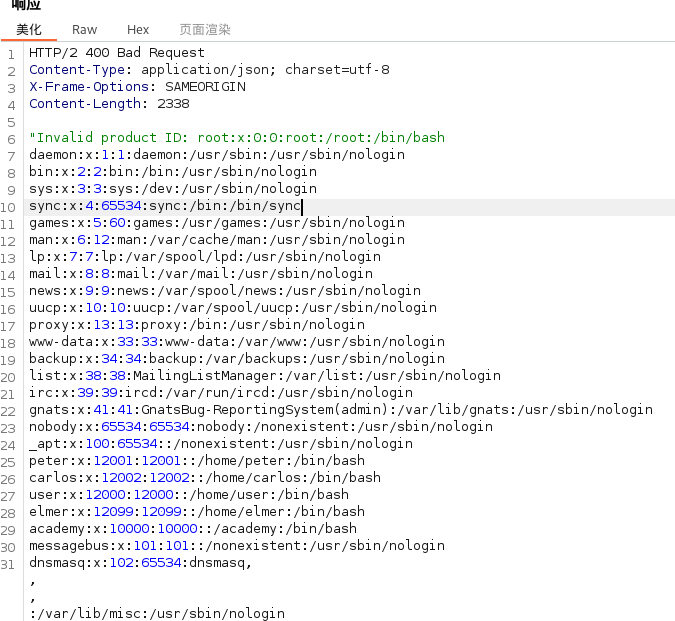 响应
美化 Raw Hex 页面渲染
1 HTTP/2 400 Bad Request
2 Content-Type: application/json; charset=utf-8
3 X-Frame-Options: SAMEORIGIN
4 Content-Length: 2338
5
6 "Invalid product ID: root:x:0:0:root:/root:/bin/bash
7 daemon:x:1:1:daemon:/usr/sbin:/usr/sbin/nologin
8 bin:x:2:2:bin:/bin:/usr/sbin/nologin
9 sys:x:3:3:sys:/dev:/usr/sbin/nologin
10 sync:x:4:65534:sync:/bin:/bin/sync
11 games:x:5:60:games:/usr/games:/usr/sbin/nologin
12 man:x:6:12:man:/var/cache/man:/usr/sbin/nologin
13 lp:x:7:7:lp:/var/spool/lpd:/usr/sbin/nologin
14 mail:x:8:8:mail:/var/mail:/usr/sbin/nologin
15 news:x:9:9:news:/var/spool/news:/usr/sbin/nologin
16 uucp:x:10:10:uucp:/var/spool/uucp:/usr/sbin/nologin
17 proxy:x:13:13:proxy:/bin:/usr/sbin/nologin
18 www-data:x:33:33:www-data:/var/www:/usr/sbin/nologin
19 backup:x:34:34:backup:/var/backups:/usr/sbin/nologin
20 list:x:38:38:MailingListManager:/var/list:/usr/sbin/nologin
21 irc:x:39:39:ircd:/var/run/ircd:/usr/sbin/nologin
22 gnats:x:41:41:GnatsBug-ReportingSystem(admin):/var/lib/gnats:/usr/sbin/nologin
23 nobody:x:65534:65534:nobody:/nonexistent:/usr/sbin/nologin
24 _apt:x:100:65534::/nonexistent:/usr/sbin/nologin
25 peter:x:12001:12001::/home/peter:/bin/bash
26 carlos:x:12002:12002::/home/carlos:/bin/bash
27 user:x:12000:12000::/home/user:/bin/bash
28 elmer:x:12099:12099::/home/elmer:/bin/bash
29 academy:x:10000:10000::/academy:/bin/bash
30 messagebus:x:101:101::/nonexistent:/usr/sbin/nologin
31 dnsmasq:x:102:65534:dnsmasq,
,
,
:/var/lib/misc:/usr/sbin/nologin